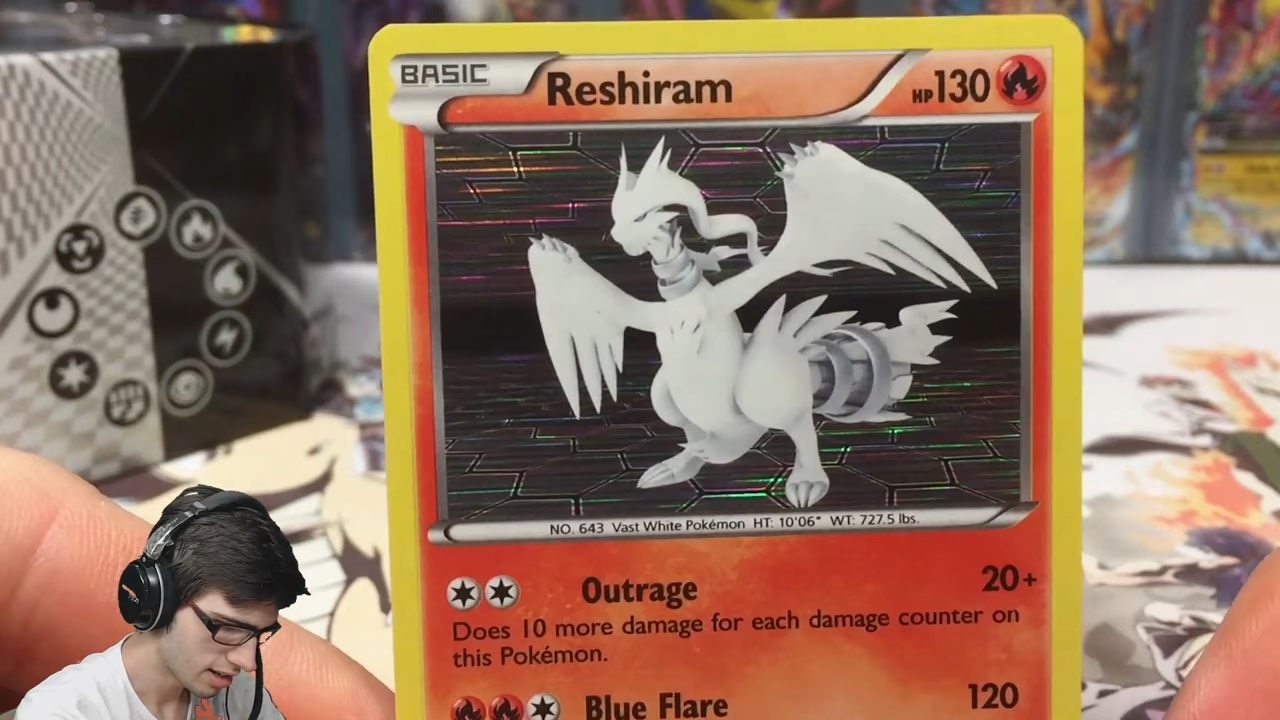 BASIC
Reshiram
HP130
NO. 643 Vast White Pokémon HT: 10'06" WT: 727.5 lbs.
Outrage 20+
Does 10 more damage for each damage counter on
this Pokémon.
Blue Flare 120